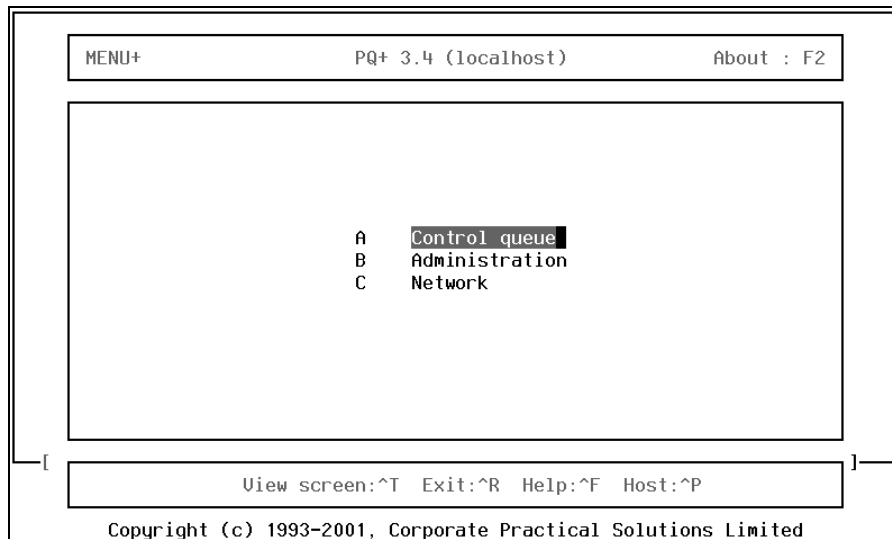 MENU+ PQ+ 3.4 (localhost) About : F2
A Control queue
B Administration
C Network
[ ]
View screen:^T Exit:^R Help:^F Host:^P
Copyright (c) 1993-2001, Corporate Practical Solutions Limited